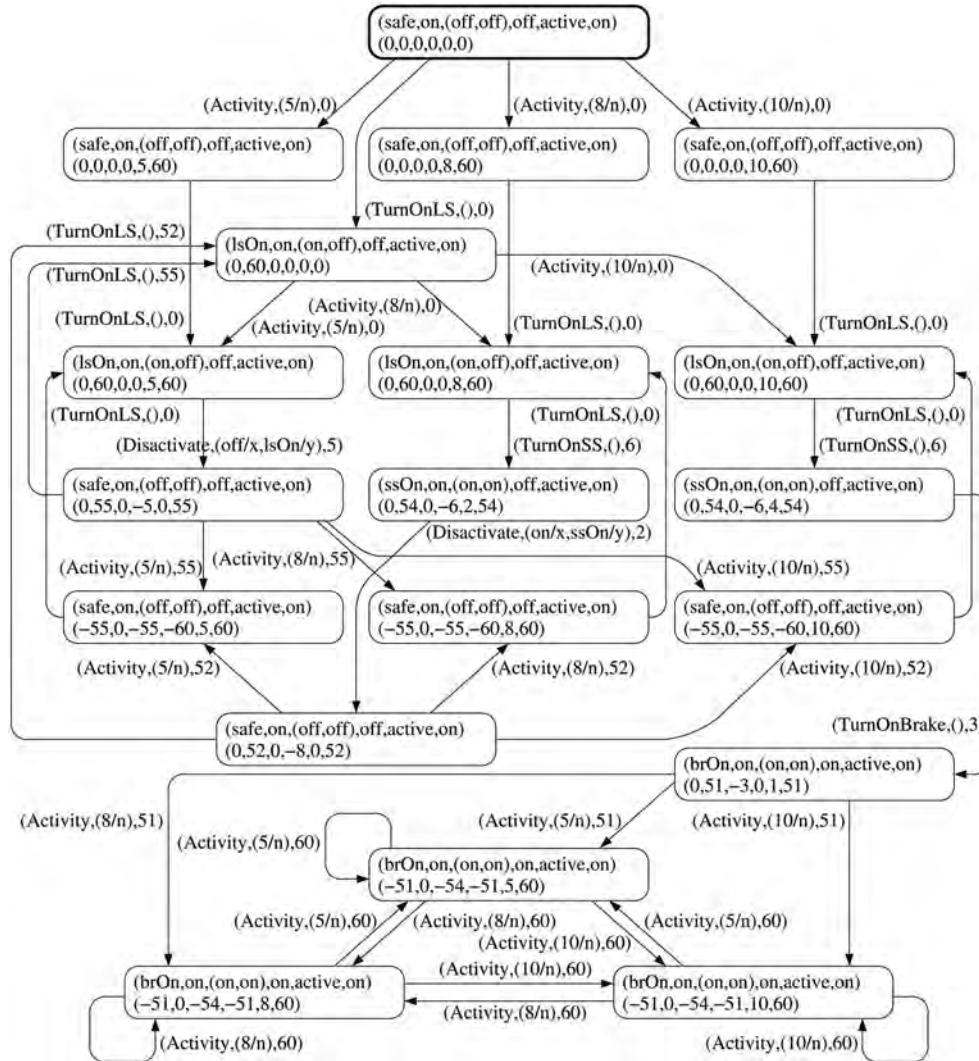 (safe,on,(off,off),off,active,on)
(0,0,0,0,0,0)
(Activity,(5/n),0)
(Activity,(8/n),0)
(Activity,(10/n),0)
(safe,on,(off,off),off,active,on)
(0,0,0,0,5,60)
(safe,on,(off,off),off,active,on)
(0,0,0,0,8,60)
(safe,on,(off,off),off,active,on)
(0,0,0,0,10,60)
(TurnOnLS,(),0)
(TurnOnLS,(),52)
(lsOn,on,(on,off),off,active,on)
(0,60,0,0,0,0)
(TurnOnLS,(),55)
(Activity,(10/n),0)
(Activity,(8/n),0)
(Activity,(5/n),0)
(TurnOnLS,(),0)
(TurnOnLS,(),0)
(TurnOnLS,(),0)
(lsOn,on,(on,off),off,active,on)
(0,60,0,0,5,60)
(lsOn,on,(on,off),off,active,on)
(0,60,0,0,8,60)
(lsOn,on,(on,off),off,active,on)
(0,60,0,0,10,60)
(TurnOnLS,(),0)
(TurnOnLS,(),0)
(TurnOnLS,(),0)
(Disactivate,(off/x,lsOn/y),5)
(TurnOnSS,(),6)
(TurnOnSS,(),6)
(safe,on,(off,off),off,active,on)
(0,55,0,−5,0,55)
(ssOn,on,(on,on),off,active,on)
(0,54,0,−6,2,54)
(ssOn,on,(on,on),off,active,on)
(0,54,0,−6,4,54)
(Disactivate,(on/x,ssOn/y),2)
(Activity,(5/n),55)
(Activity,(8/n),55)
(Activity,(10/n),55)
(safe,on,(off,off),off,active,on)
(−55,0,−55,−60,5,60)
(safe,on,(off,off),off,active,on)
(−55,0,−55,−60,8,60)
(safe,on,(off,off),off,active,on)
(−55,0,−55,−60,10,60)
(Activity,(5/n),52)
(Activity,(8/n),52)
(Activity,(10/n),52)
(safe,on,(off,off),off,active,on)
(0,52,0,−8,0,52)
(TurnOnBrake,(),3
(brOn,on,(on,on),on,active,on)
(0,51,−3,0,1,51)
(Activity,(8/n),51)
(Activity,(5/n),51)
(Activity,(10/n),51)
(Activity,(5/n),60)
(brOn,on,(on,on),on,active,on)
(−51,0,−54,−51,5,60)
(Activity,(5/n),60)
(Activity,(8/n),60)
(Activity,(5/n),60)
(Activity,(10/n),60)
(Activity,(10/n),60)
(brOn,on,(on,on),on,active,on)
(−51,0,−54,−51,8,60)
(brOn,on,(on,on),on,active,on)
(−51,0,−54,−51,10,60)
(Activity,(8/n),60)
(Activity,(8/n),60)
(Activity,(10/n),60)